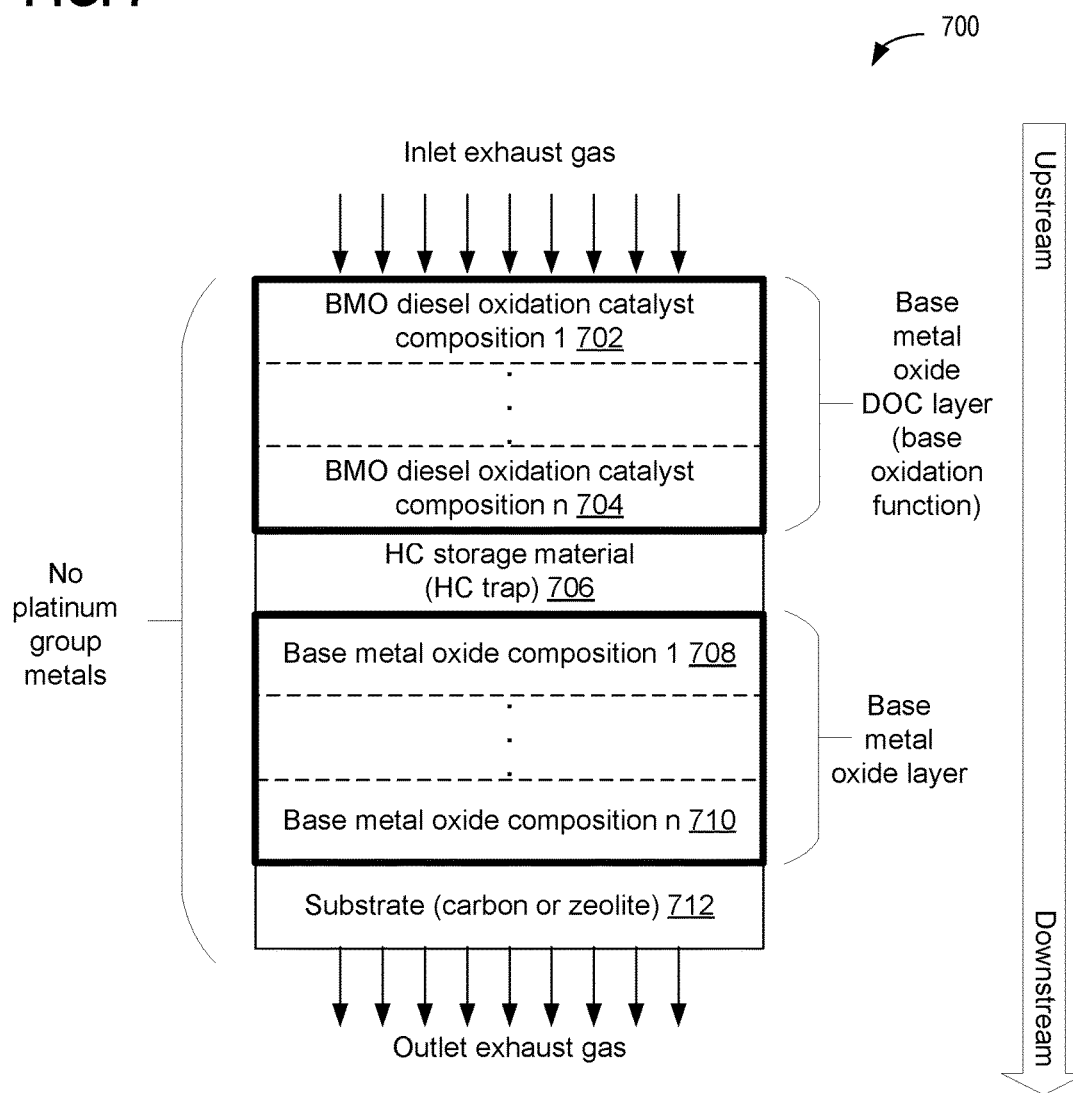 700
Inlet exhaust gas
Upstream
BMO diesel oxidation catalyst
composition 1 702
BMO diesel oxidation catalyst
composition n 704
Base
metal
oxide
DOC layer
(base
oxidation
function)
HC storage material
(HC trap) 706
No
platinum
group
metals
Base metal oxide composition 1 708
Base metal oxide composition n 710
Base
metal
oxide layer
Substrate (carbon or zeolite) 712
Downstream
Outlet exhaust gas